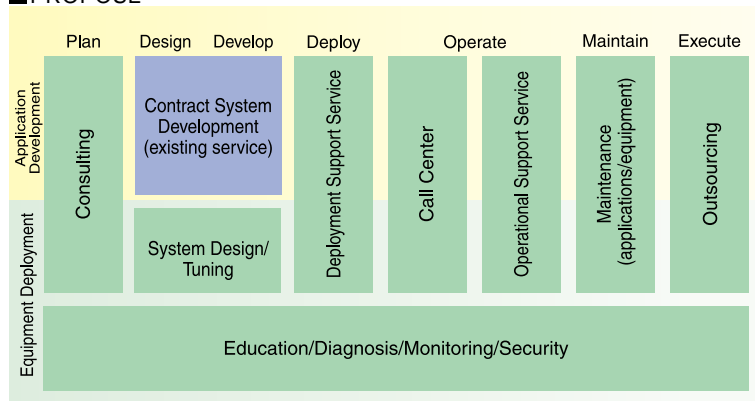 ■PROPOSE
Plan
Design
Develop
Deploy
Operate
Maintain
Execute
Application
Development
Equipment Deployment
Consulting
Contract System
Development
(existing service)
System Design/
Tuning
Deployment Support Service
Call Center
Operational Support Service
Maintenance
(applications/equipment)
Outsourcing
Education/Diagnosis/Monitoring/Security